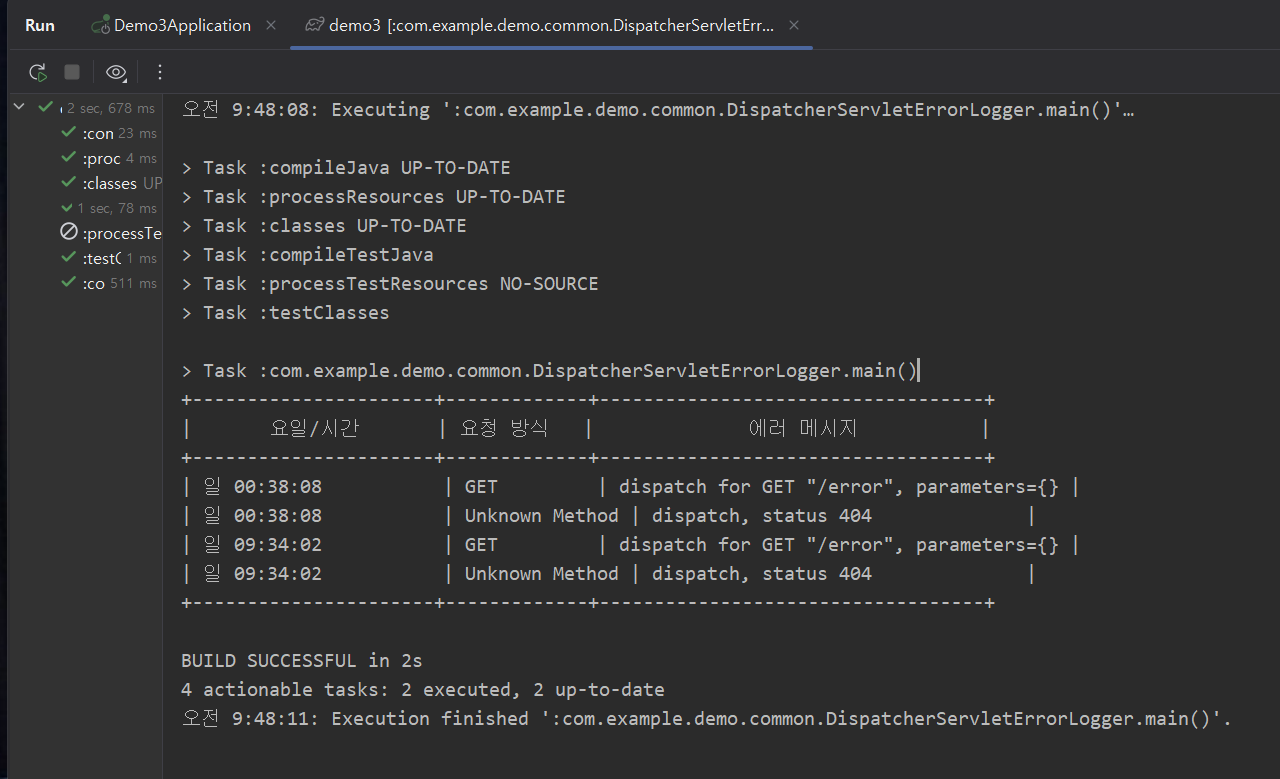 Run Demo3Application demo3 [:com.example.demo.common.DispatcherServletErr...
2 sec, 678 ms
:con 23 ms
:proc 4 ms
:classes UP
1 sec, 78 ms
:processTe
:test 1 ms
:co 511 ms
오전 9:48:08: Executing ':com.example.demo.common.DispatcherServletErrorLogger.main()'…
> Task :compileJava UP-TO-DATE
> Task :processResources UP-TO-DATE
> Task :classes UP-TO-DATE
> Task :compileTestJava
> Task :processTestResources NO-SOURCE
> Task :testClasses
> Task :com.example.demo.common.DispatcherServletErrorLogger.main()
+----------------------+-------------+-----------------------------------+
| 요일/시간 | 요청 방식 | 에러 메시지 |
+----------------------+-------------+-----------------------------------+
| 일 00:38:08 | GET | dispatch for GET "/error", parameters={} |
| 일 00:38:08 | Unknown Method | dispatch, status 404 |
| 일 09:34:02 | GET | dispatch for GET "/error", parameters={} |
| 일 09:34:02 | Unknown Method | dispatch, status 404 |
+----------------------+-------------+-----------------------------------+
BUILD SUCCESSFUL in 2s
4 actionable tasks: 2 executed, 2 up-to-date
오전 9:48:11: Execution finished ':com.example.demo.common.DispatcherServletErrorLogger.main()'.